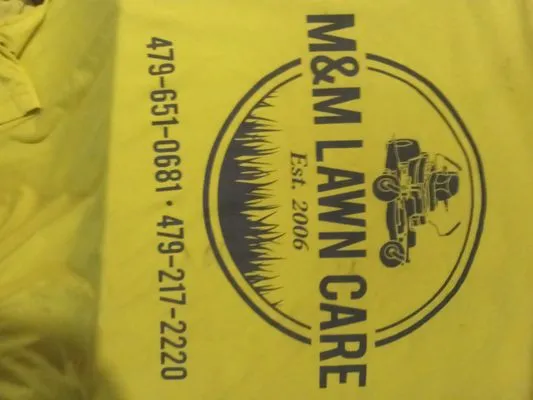 M&M LAWN CARE
Est. 2006
479-651-0681 • 479-217-2220